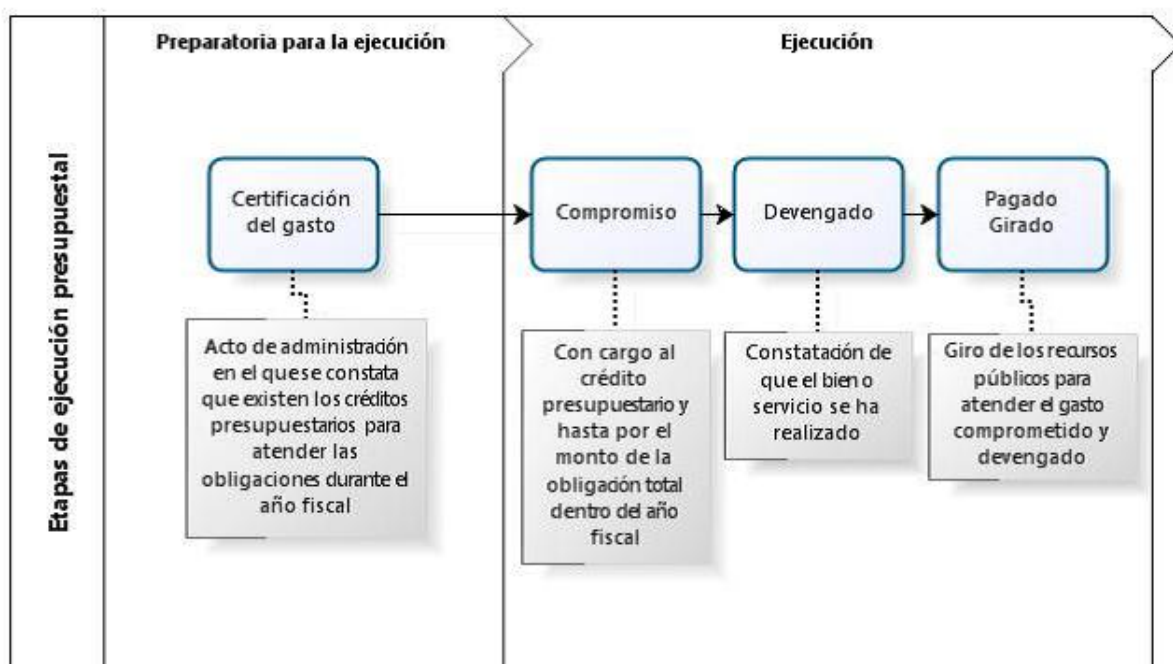 Preparatoria para la ejecución
Ejecución
Etapas de ejecución presupuestal
Certificación
del gasto
Compromiso
Devengado
Pagado
Girado
Acto de administración
en el que se constata
que existen los créditos
presupuestarios para
atender las
obligaciones durante el
año fiscal
Con cargo al
crédito
presupuestario y
hasta por el
monto de la
obligación total
dentro del año
fiscal
Constatación de
que el bien o
servicio se ha
realizado
Giro de los recursos
públicos para
atender el gasto
comprometido y
devengado